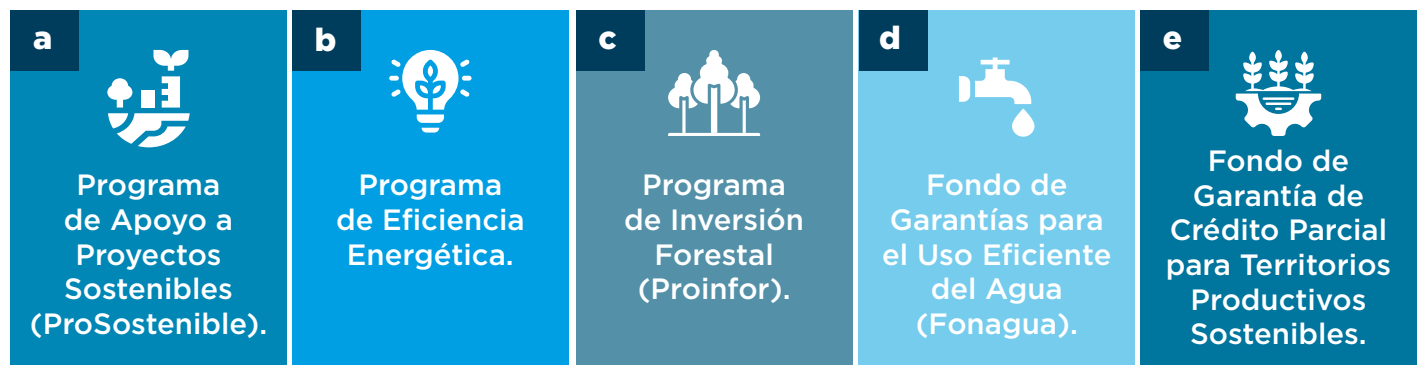 a
Programa
de Apoyo a
Proyectos
Sostenibles
(ProSostenible).
b
Programa
de Eficiencia
Energética.
c
Programa
de Inversión
Forestal
(Proinfor).
d
Fondo de
Garantías para
el Uso Eficiente
del Agua
(Fonagua).
e
Fondo de
Garantía de
Crédito Parcial
para Territorios
Productivos
Sostenibles.